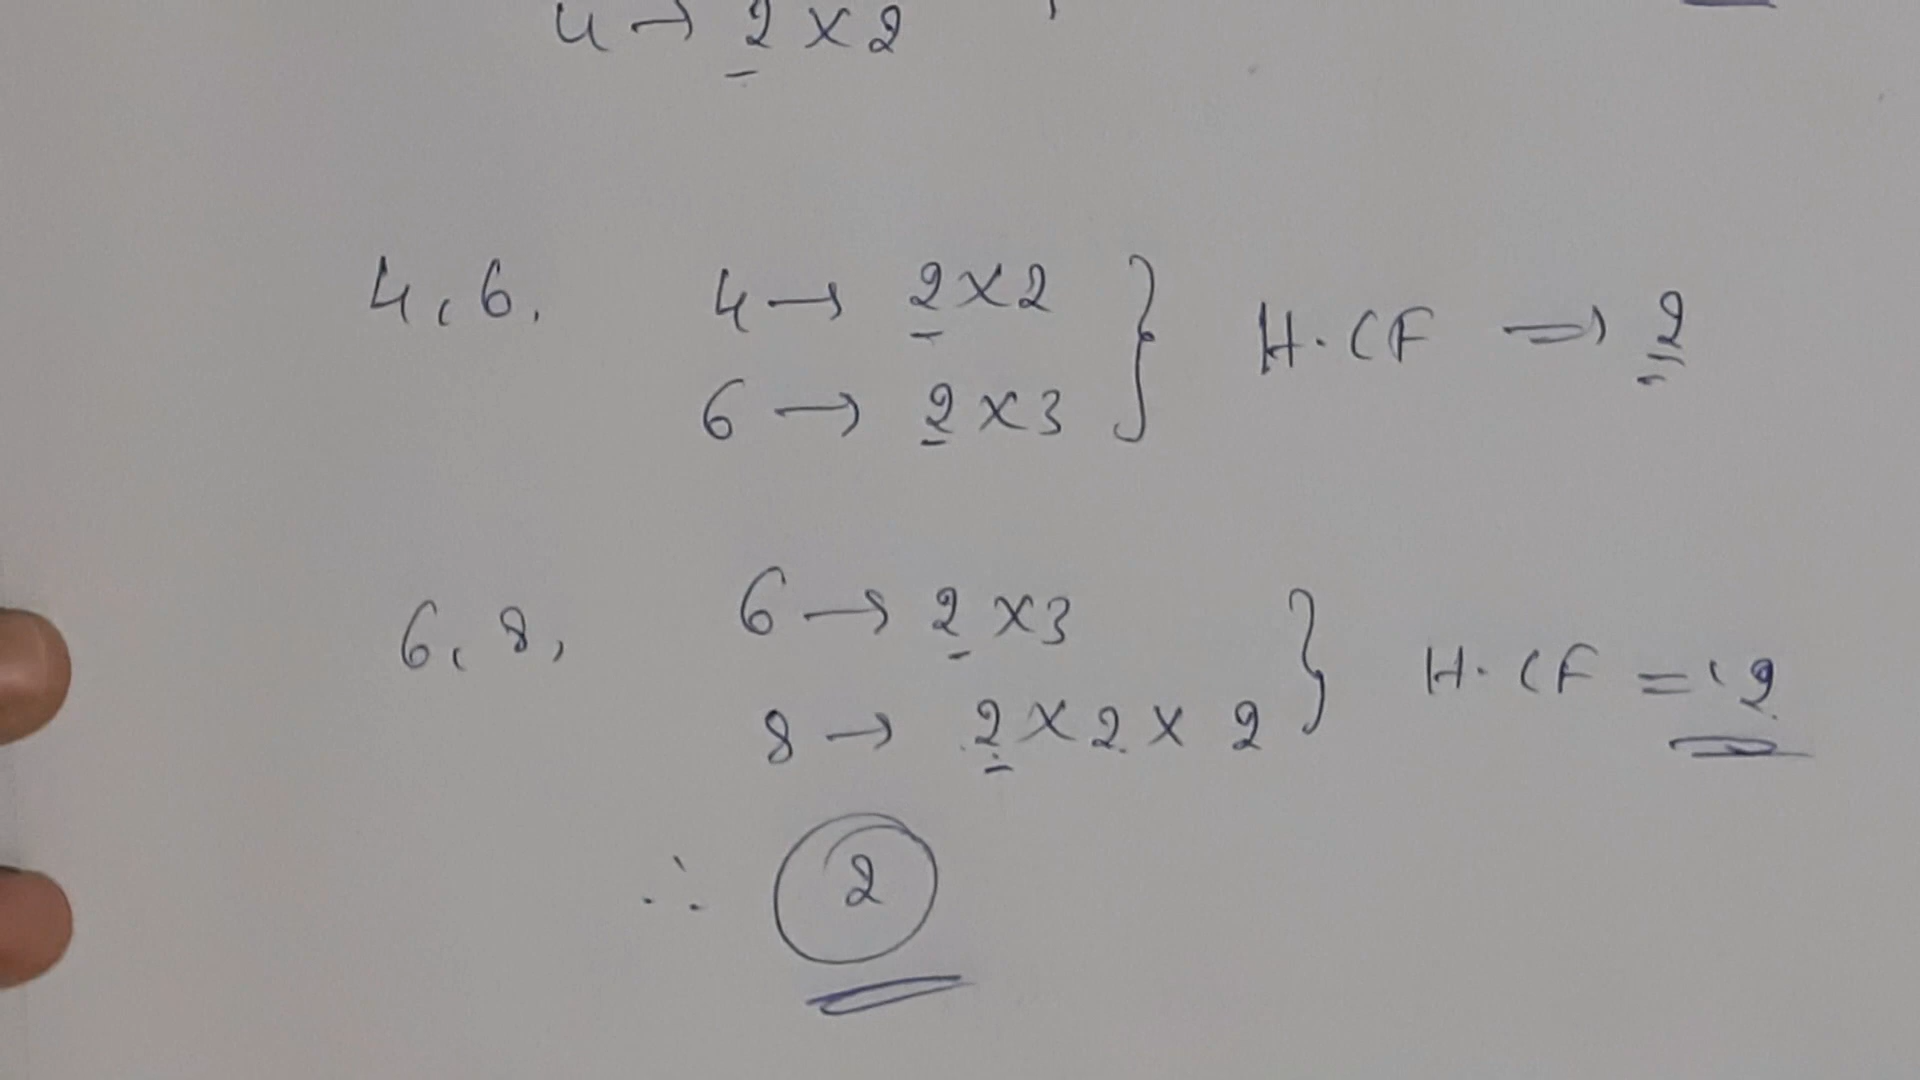 4 → 2 × 2
4, 6, 4 → 2 × 2 } H.CF ⇒ 2
6 → 2 × 3
6, 8, 6 → 2 × 3 } H.CF = 2
8 → 2 × 2 × 2
∴ 2